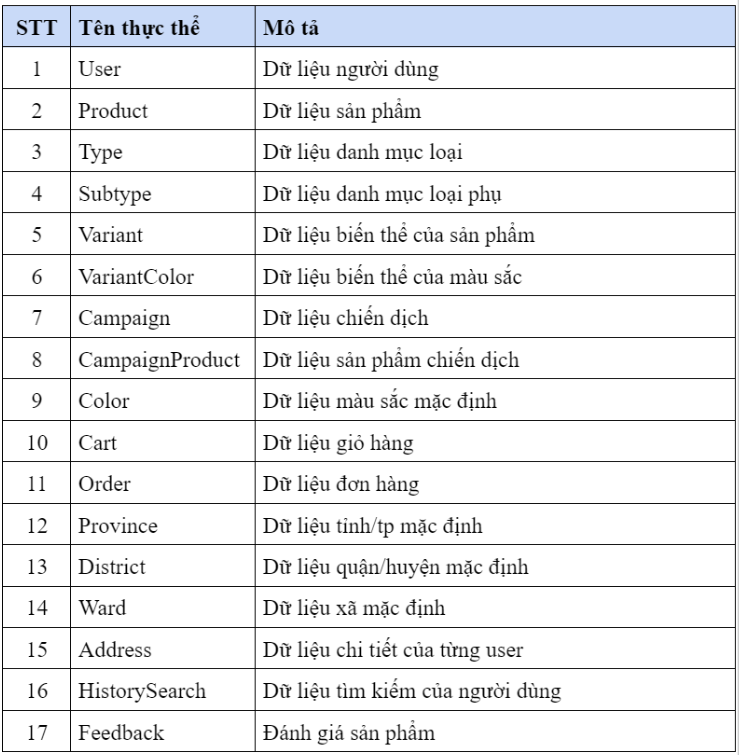 STT Tên thực thể Mô tả
1 User Dữ liệu người dùng
2 Product Dữ liệu sản phẩm
3 Type Dữ liệu danh mục loại
4 Subtype Dữ liệu danh mục loại phụ
5 Variant Dữ liệu biến thể của sản phẩm
6 VariantColor Dữ liệu biến thể của màu sắc
7 Campaign Dữ liệu chiến dịch
8 CampaignProduct Dữ liệu sản phẩm chiến dịch
9 Color Dữ liệu màu sắc mặc định
10 Cart Dữ liệu giỏ hàng
11 Order Dữ liệu đơn hàng
12 Province Dữ liệu tỉnh/tp mặc định
13 District Dữ liệu quận/huyện mặc định
14 Ward Dữ liệu xã mặc định
15 Address Dữ liệu chi tiết của từng user
16 HistorySearch Dữ liệu tìm kiếm của người dùng
17 Feedback Đánh giá sản phẩm